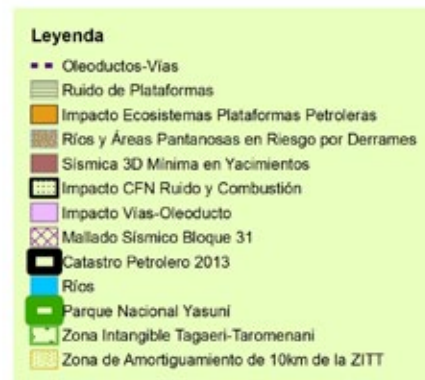 Leyenda
Oleoductos-Vías
Ruido de Plataformas
Impacto Ecosistemas Plataformas Petroleras
Ríos y Áreas Pantanosas en Riesgo por Derrames
Sísmica 3D Mínima en Yacimientos
Impacto CFN Ruido y Combustión
Impacto Vías-Oleoducto
Mallado Sísmico Bloque 31
Catastro Petrolero 2013
Ríos
Parque Nacional Yasuní
Zona Intangible Tagaeri-Taromenani
Zona de Amortiguamiento de 10km de la ZITT